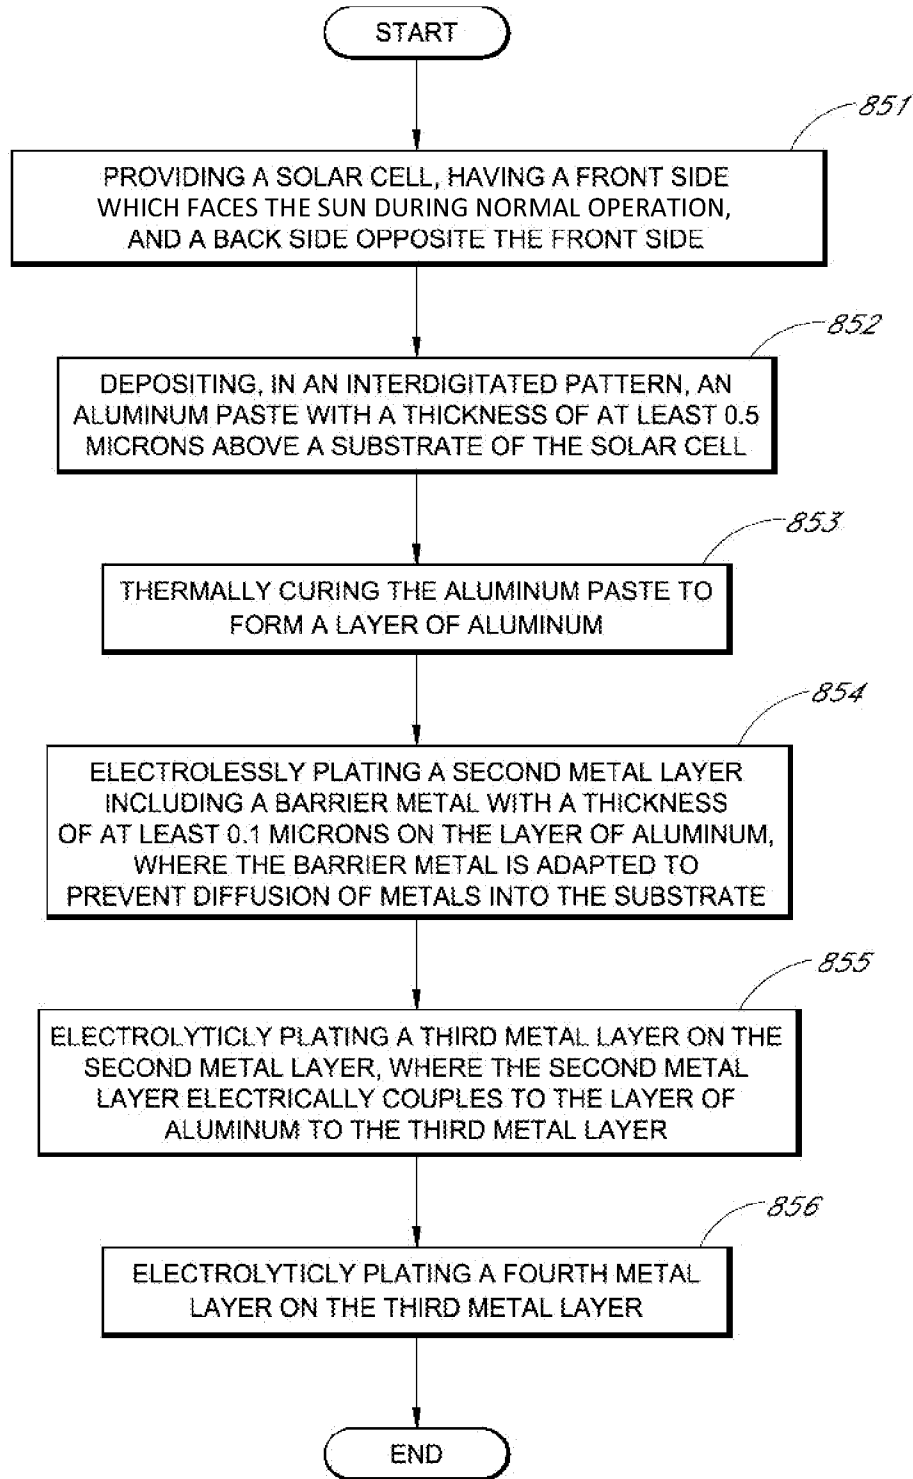 START
851
PROVIDING A SOLAR CELL, HAVING A FRONT SIDE
WHICH FACES THE SUN DURING NORMAL OPERATION,
AND A BACK SIDE OPPOSITE THE FRONT SIDE
852
DEPOSITING, IN AN INTERDIGITATED PATTERN, AN
ALUMINUM PASTE WITH A THICKNESS OF AT LEAST 0.5
MICRONS ABOVE A SUBSTRATE OF THE SOLAR CELL
853
THERMALLY CURING THE ALUMINUM PASTE TO
FORM A LAYER OF ALUMINUM
854
ELECTROLESSLY PLATING A SECOND METAL LAYER
INCLUDING A BARRIER METAL WITH A THICKNESS
OF AT LEAST 0.1 MICRONS ON THE LAYER OF ALUMINUM,
WHERE THE BARRIER METAL IS ADAPTED TO
PREVENT DIFFUSION OF METALS INTO THE SUBSTRATE
855
ELECTROLYTICLY PLATING A THIRD METAL LAYER ON THE
SECOND METAL LAYER, WHERE THE SECOND METAL
LAYER ELECTRICALLY COUPLES TO THE LAYER OF
ALUMINUM TO THE THIRD METAL LAYER
856
ELECTROLYTICLY PLATING A FOURTH METAL
LAYER ON THE THIRD METAL LAYER
END